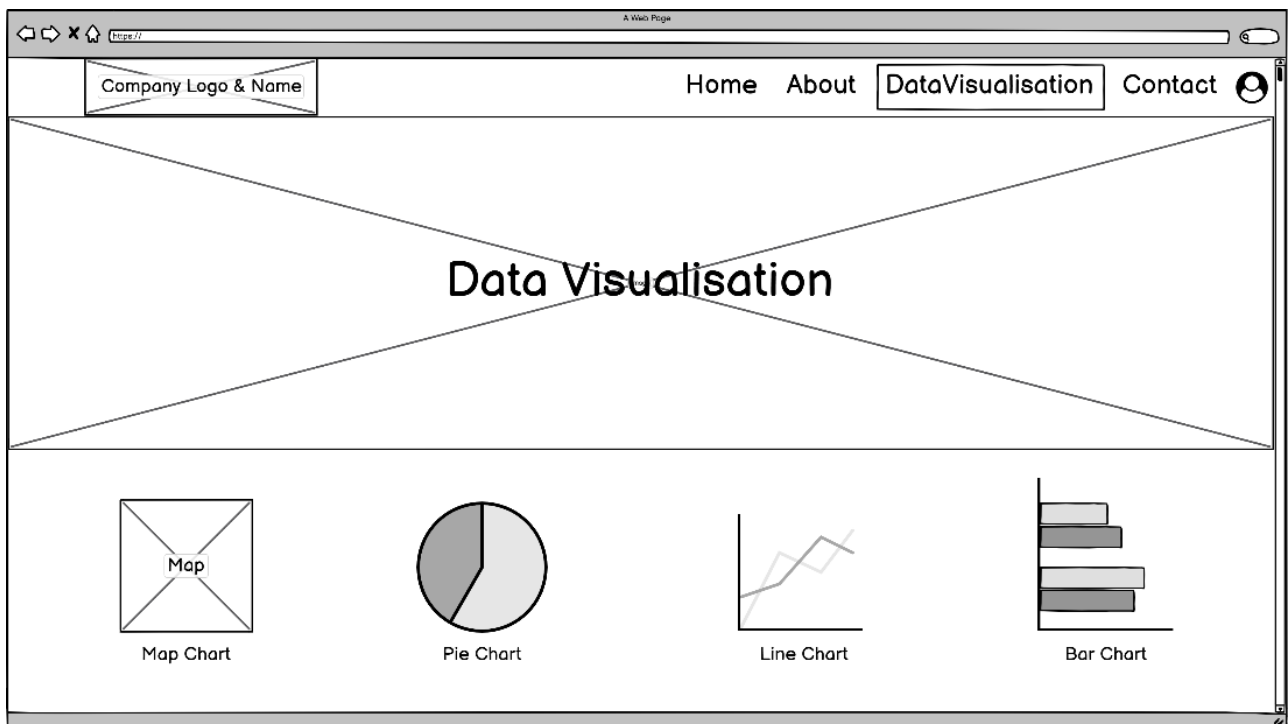 A Web Page
https://
Company Logo & Name
Home
About
DataVisualisation
Contact
Data Visualisation
Map
Map Chart
Pie Chart
Line Chart
Bar Chart